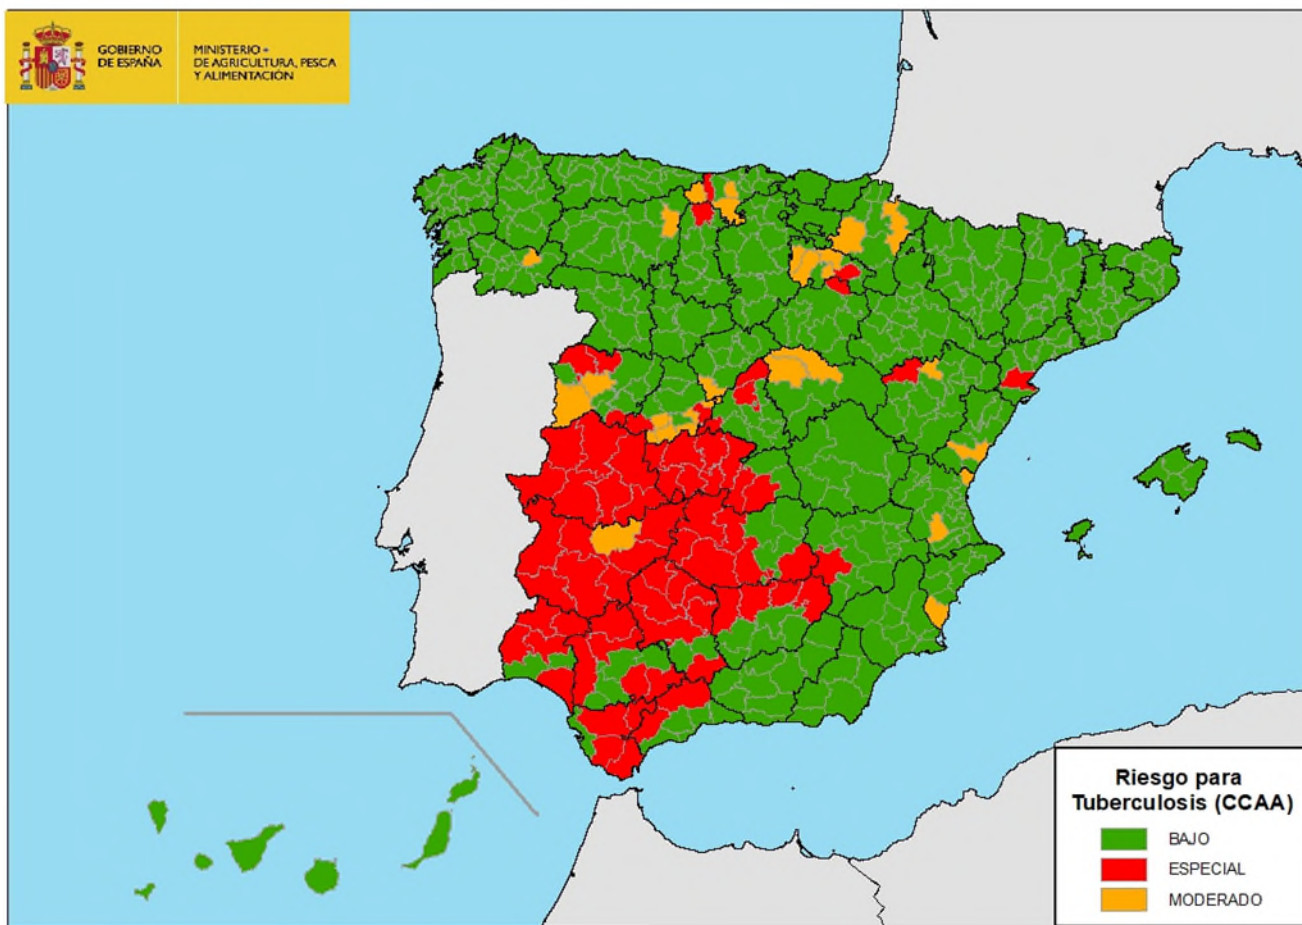 GOBIERNO
DE ESPAÑA
MINISTERIO
DE AGRICULTURA, PESCA
Y ALIMENTACIÓN
Riesgo para
Tuberculosis (CCAA)
BAJO
ESPECIAL
MODERADO